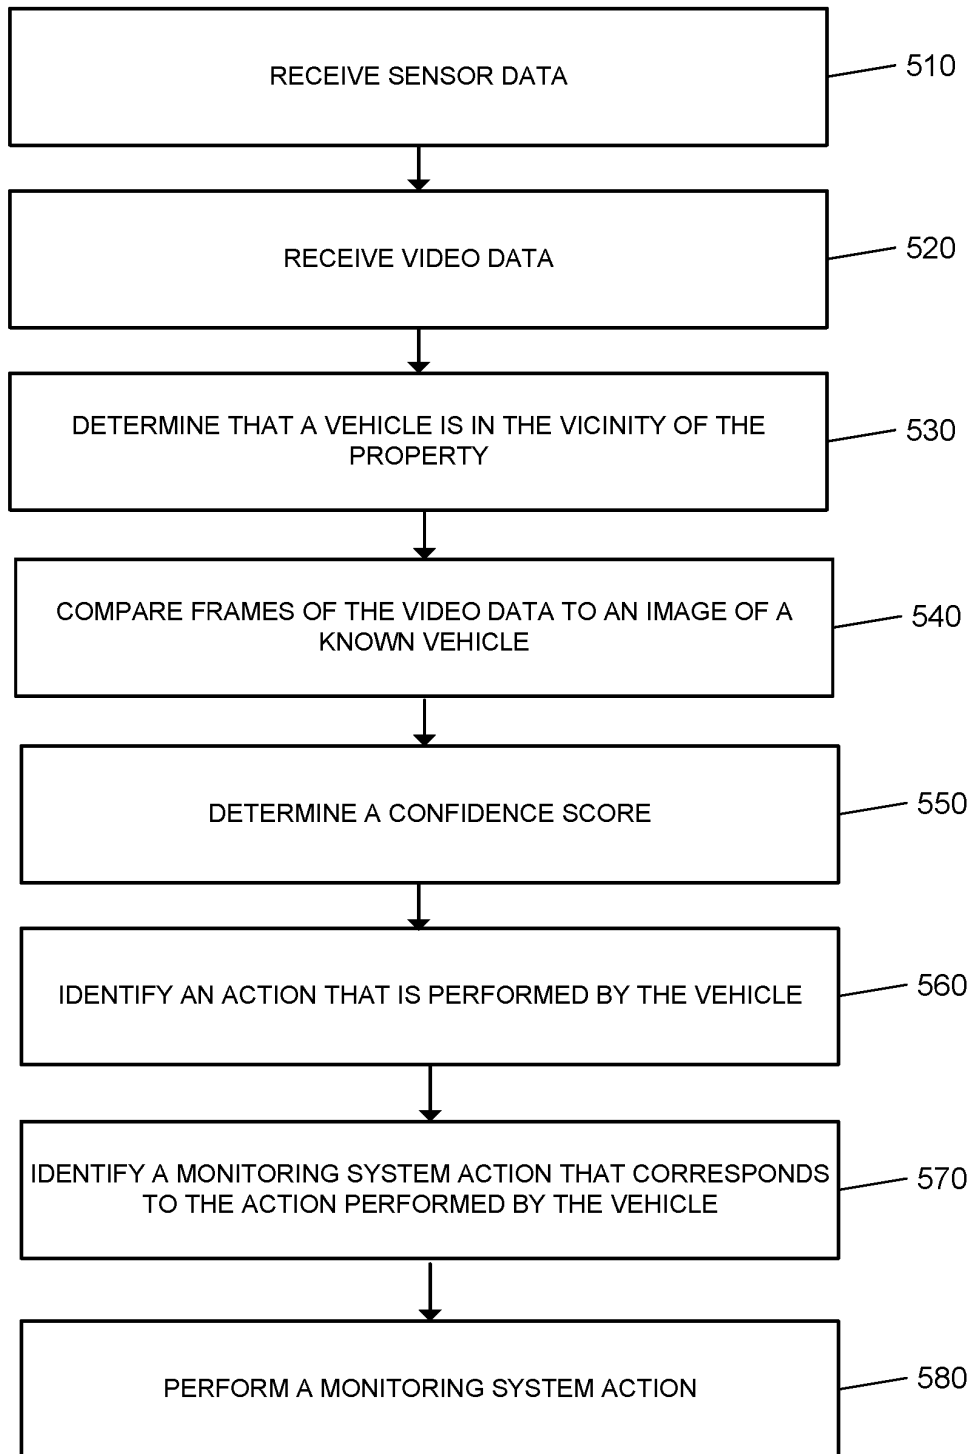 RECEIVE SENSOR DATA
510
RECEIVE VIDEO DATA
520
DETERMINE THAT A VEHICLE IS IN THE VICINITY OF THE
PROPERTY
530
COMPARE FRAMES OF THE VIDEO DATA TO AN IMAGE OF A
KNOWN VEHICLE
540
DETERMINE A CONFIDENCE SCORE
550
IDENTIFY AN ACTION THAT IS PERFORMED BY THE VEHICLE
560
IDENTIFY A MONITORING SYSTEM ACTION THAT CORRESPONDS
TO THE ACTION PERFORMED BY THE VEHICLE
570
PERFORM A MONITORING SYSTEM ACTION
580